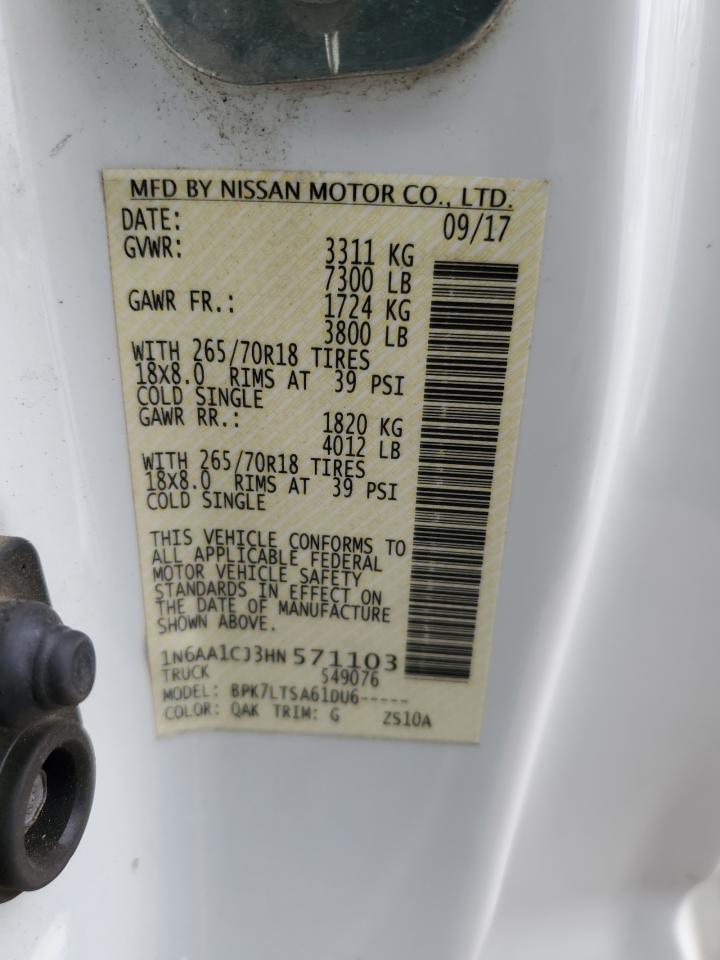 MFD BY NISSAN MOTOR CO., LTD.
DATE: 09/17
GVWR: 3311 KG
7300 LB
GAWR FR.: 1724 KG
3800 LB
WITH 265/70R18 TIRES
18X8.0 RIMS AT 39 PSI
COLD SINGLE
GAWR RR.: 1820 KG
4012 LB
WITH 265/70R18 TIRES
18X8.0 RIMS AT 39 PSI
COLD SINGLE
THIS VEHICLE CONFORMS TO
ALL APPLICABLE FEDERAL
MOTOR VEHICLE SAFETY
STANDARDS IN EFFECT ON
THE DATE OF MANUFACTURE
SHOWN ABOVE.
1N6AA1CJ3HN571103
TRUCK 549076
MODEL: BPK7LTSA61DU6-----
COLOR: QAK TRIM: G ZS10A